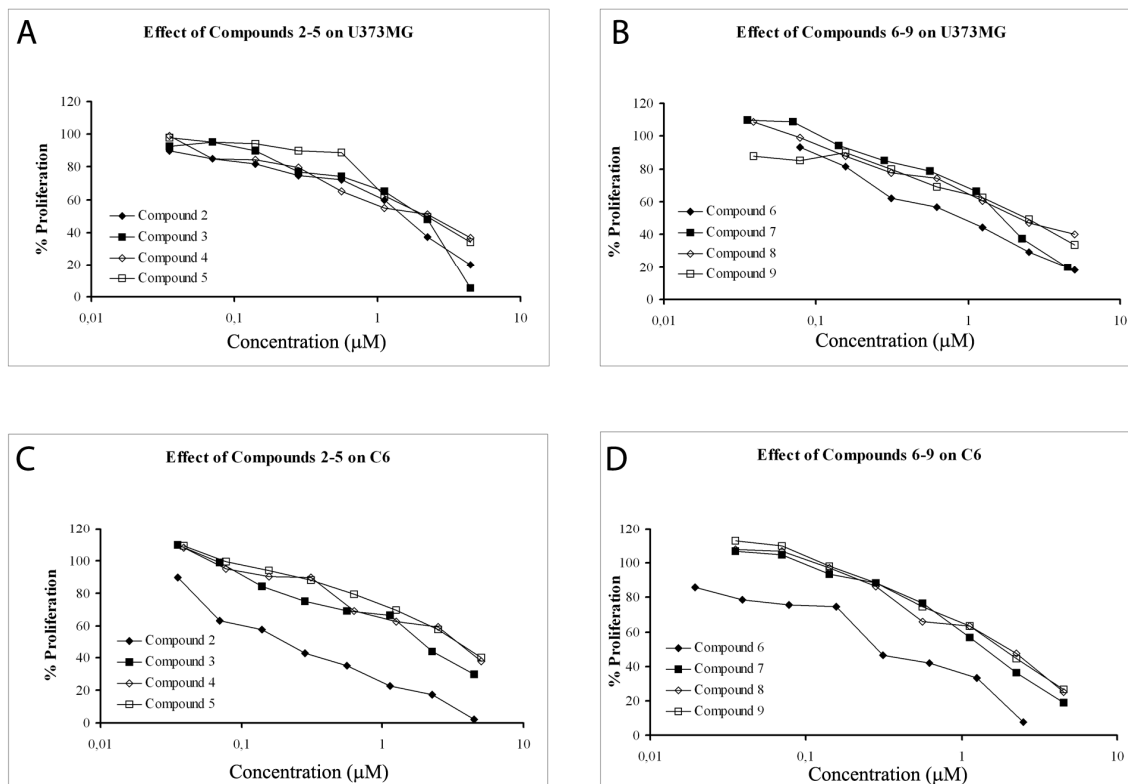 A
Effect of Compounds 2-5 on U373MG
% Proliferation
120
100
80
60
40
20
0
Compound 2
Compound 3
Compound 4
Compound 5
0,01
0,1
1
10
Concentration (μM)
B
Effect of Compounds 6-9 on U373MG
% Proliferation
120
100
80
60
40
20
0
Compound 6
Compound 7
Compound 8
Compound 9
0,01
0,1
1
10
Concentration (μM)
C
Effect of Compounds 2-5 on C6
% Proliferation
120
100
80
60
40
20
0
Compound 2
Compound 3
Compound 4
Compound 5
0,01
0,1
1
10
Concentration (μM)
D
Effect of Compounds 6-9 on C6
% Proliferation
120
100
80
60
40
20
0
Compound 6
Compound 7
Compound 8
Compound 9
0,01
0,1
1
10
Concentration (μM)